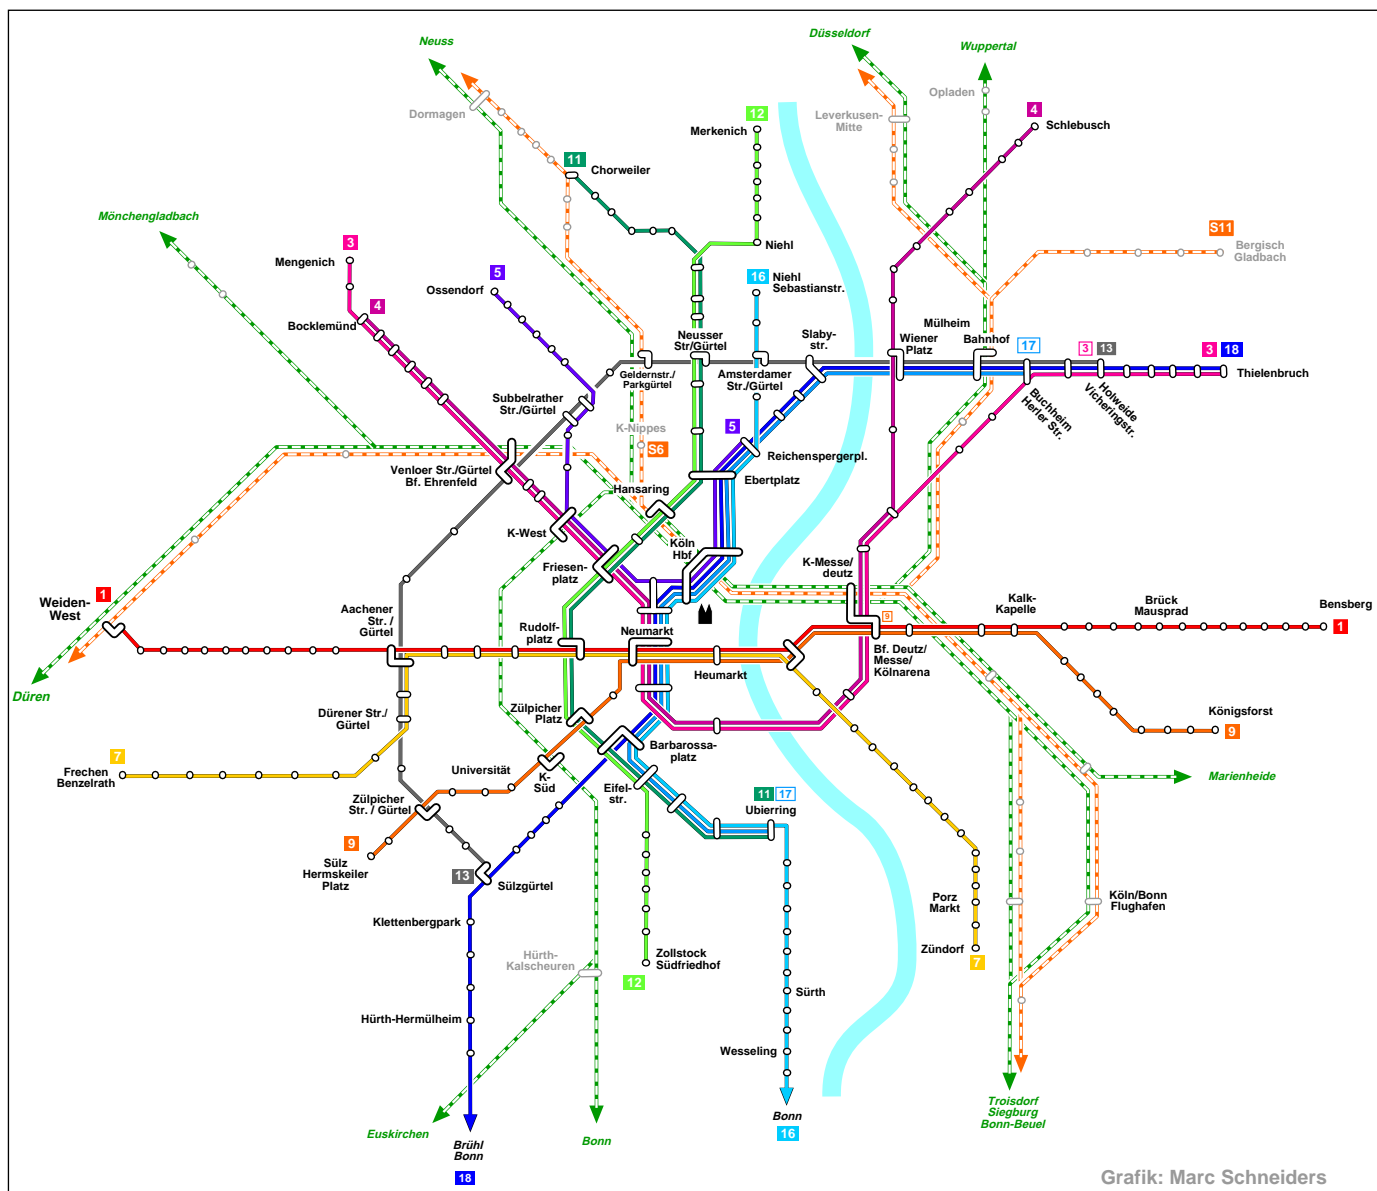 Neuss
Düsseldorf
Wuppertal
Dormagen
Opladen
Leverkusen-
Mitte
4
Schlebusch
12
Merkenich
11
Chorweiler
Mönchengladbach
3
Mengenich
5
Ossendorf
Niehl
16
Niehl
Sebastianstr.
S11
Bergisch
Gladbach
4
Bocklemünd
Neusser
Str/Gürtel
Slaby-
str.
Wiener
Platz
Mülheim
Bahnhof
17
3
13
3
18
Thielenbruch
Geldernstr./
Parkgürtel
Amsterdamer
Str./Gürtel
Buchheim
Herler Str.
Holweide
Vicheringstr.
Subbelrather
Str./Gürtel
K-Nippes
S6
5
Reichenspergerpl.
Venloer Str./Gürtel
Bf. Ehrenfeld
Ebertplatz
Hansaring
K-West
Köln
Hbf
Friesen-
platz
K-Messe/
deutz
Weiden-
West
1
Aachener
Str. /
Gürtel
Rudolf-
platz
Neumarkt
Heumarkt
9
Bf. Deutz/
Messe/
Kölnarena
Kalk-
Kapelle
Brück
Mausprad
Bensberg
1
Düren
Dürener Str./
Gürtel
Zülpicher
Platz
Barbarossa-
platz
Königsforst
9
7
Frechen
Benzelrath
Universität
K-
Süd
Eifel-
str.
Marienheide
Zülpicher
Str. / Gürtel
11
17
Ubierring
9
Sülz
Hermskeiler
Platz
13
Sülzgürtel
Porz
Markt
Köln/Bonn
Flughafen
Klettenbergpark
Zündorf
7
Hürth-
Kalscheuren
Zollstock
Südfriedhof
12
Sürth
Hürth-Hermülheim
Wesseling
Euskirchen
Brühl
Bonn
18
Bonn
Bonn
16
Troisdorf
Siegburg
Bonn-Beuel
Grafik: Marc Schneiders